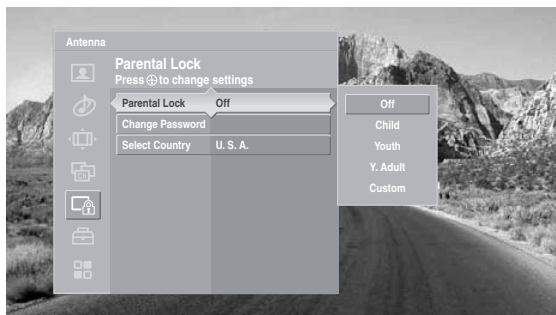 Antenna
Parental Lock
Press ⊕ to change settings
Parental Lock Off
Change Password
Select Country U. S. A.
Off
Child
Youth
Y. Adult
Custom